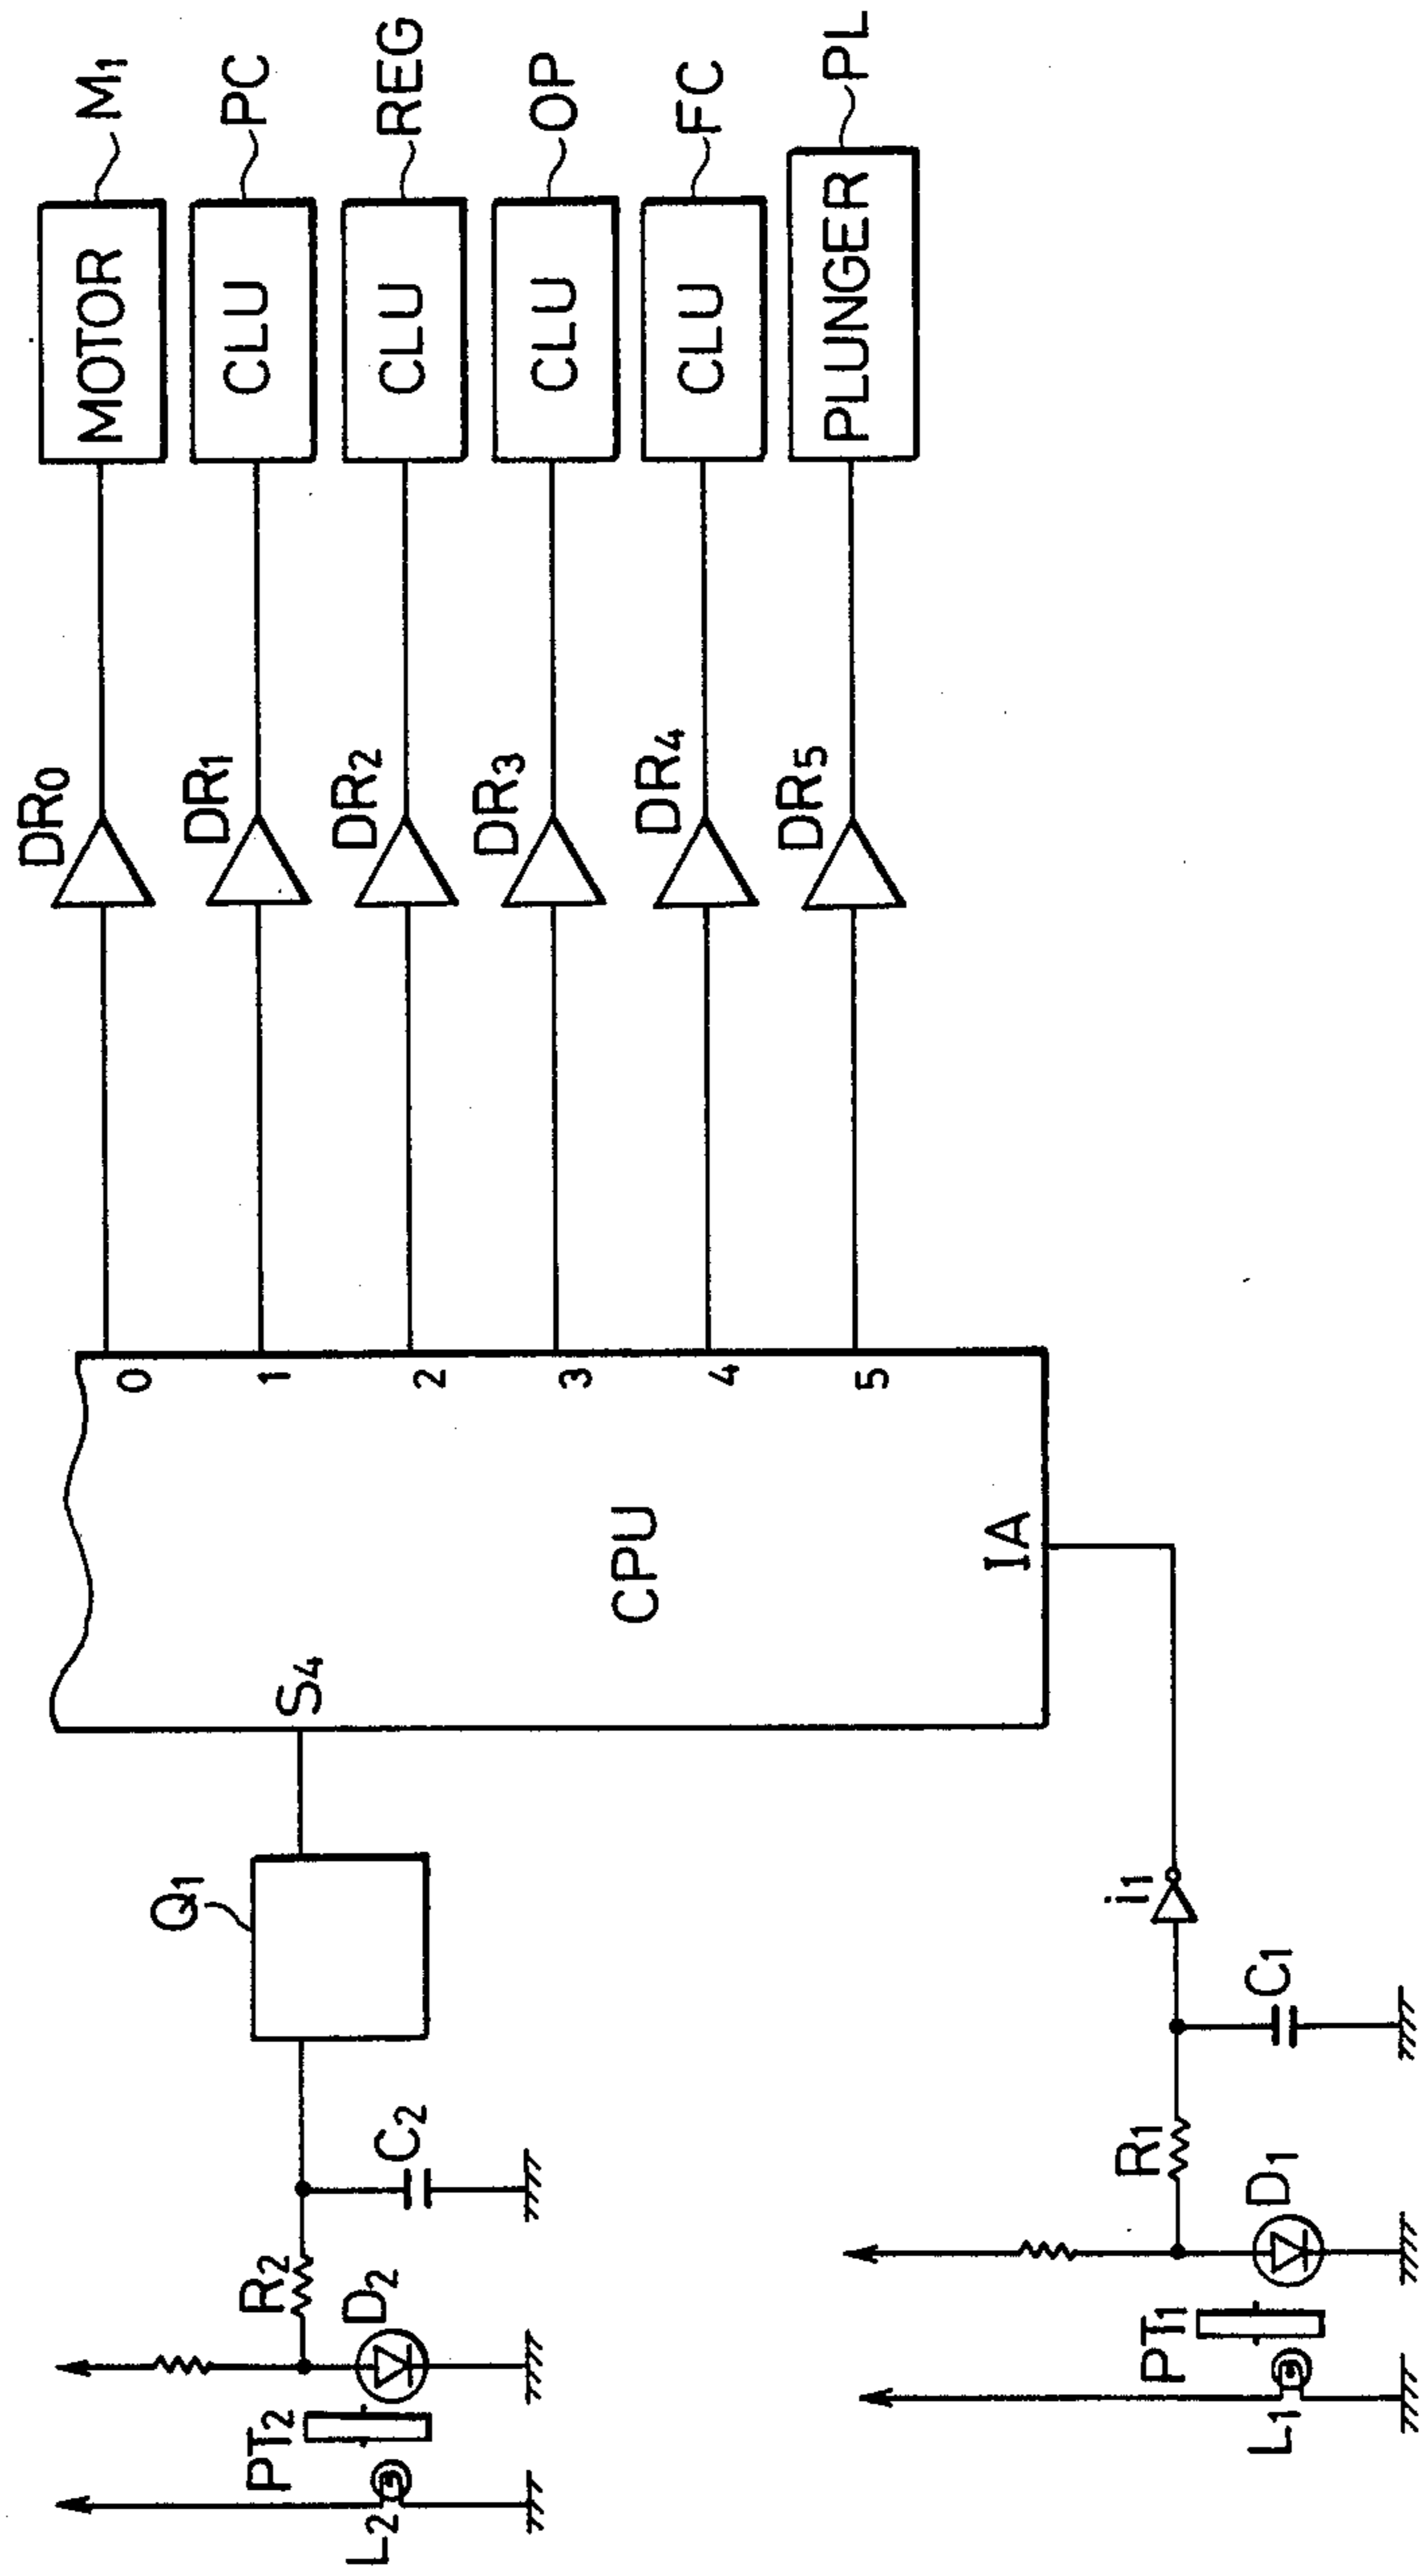 MOTOR
M₁
CLU
PC
CLU
REG
CLU
OP
CLU
FC
PLUNGER
PL
DR₀
DR₁
DR₂
DR₃
DR₄
DR₅
0
1
2
3
4
5
CPU
S₄
IA
Q₁
i₁
C₂
R₂
D₂
PT₂
L₂
C₁
R₁
D₁
PT₁
L₁